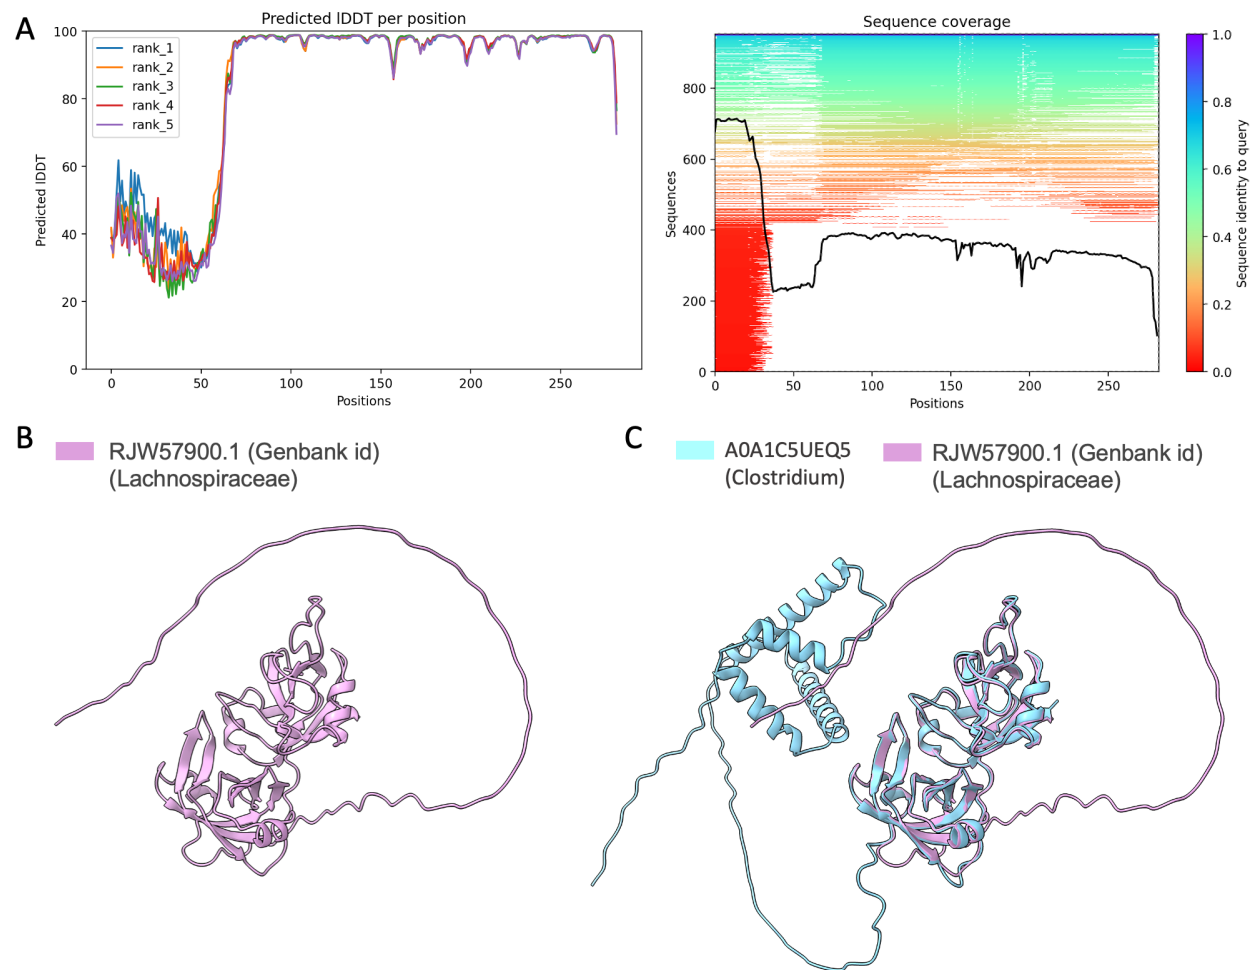 A
Predicted lDDT per position
Predicted lDDT
100
80
60
40
20
0
rank_1
rank_2
rank_3
rank_4
rank_5
0
50
100
150
200
250
Positions
Sequence coverage
Sequences
800
600
400
200
0
0
50
100
150
200
250
Positions
1.0
0.8
0.6
0.4
0.2
0.0
Sequence identity to query
B
RJW57900.1 (Genbank id)
(Lachnospiraceae)
C
A0A1C5UEQ5
(Clostridium)
RJW57900.1 (Genbank id)
(Lachnospiraceae)